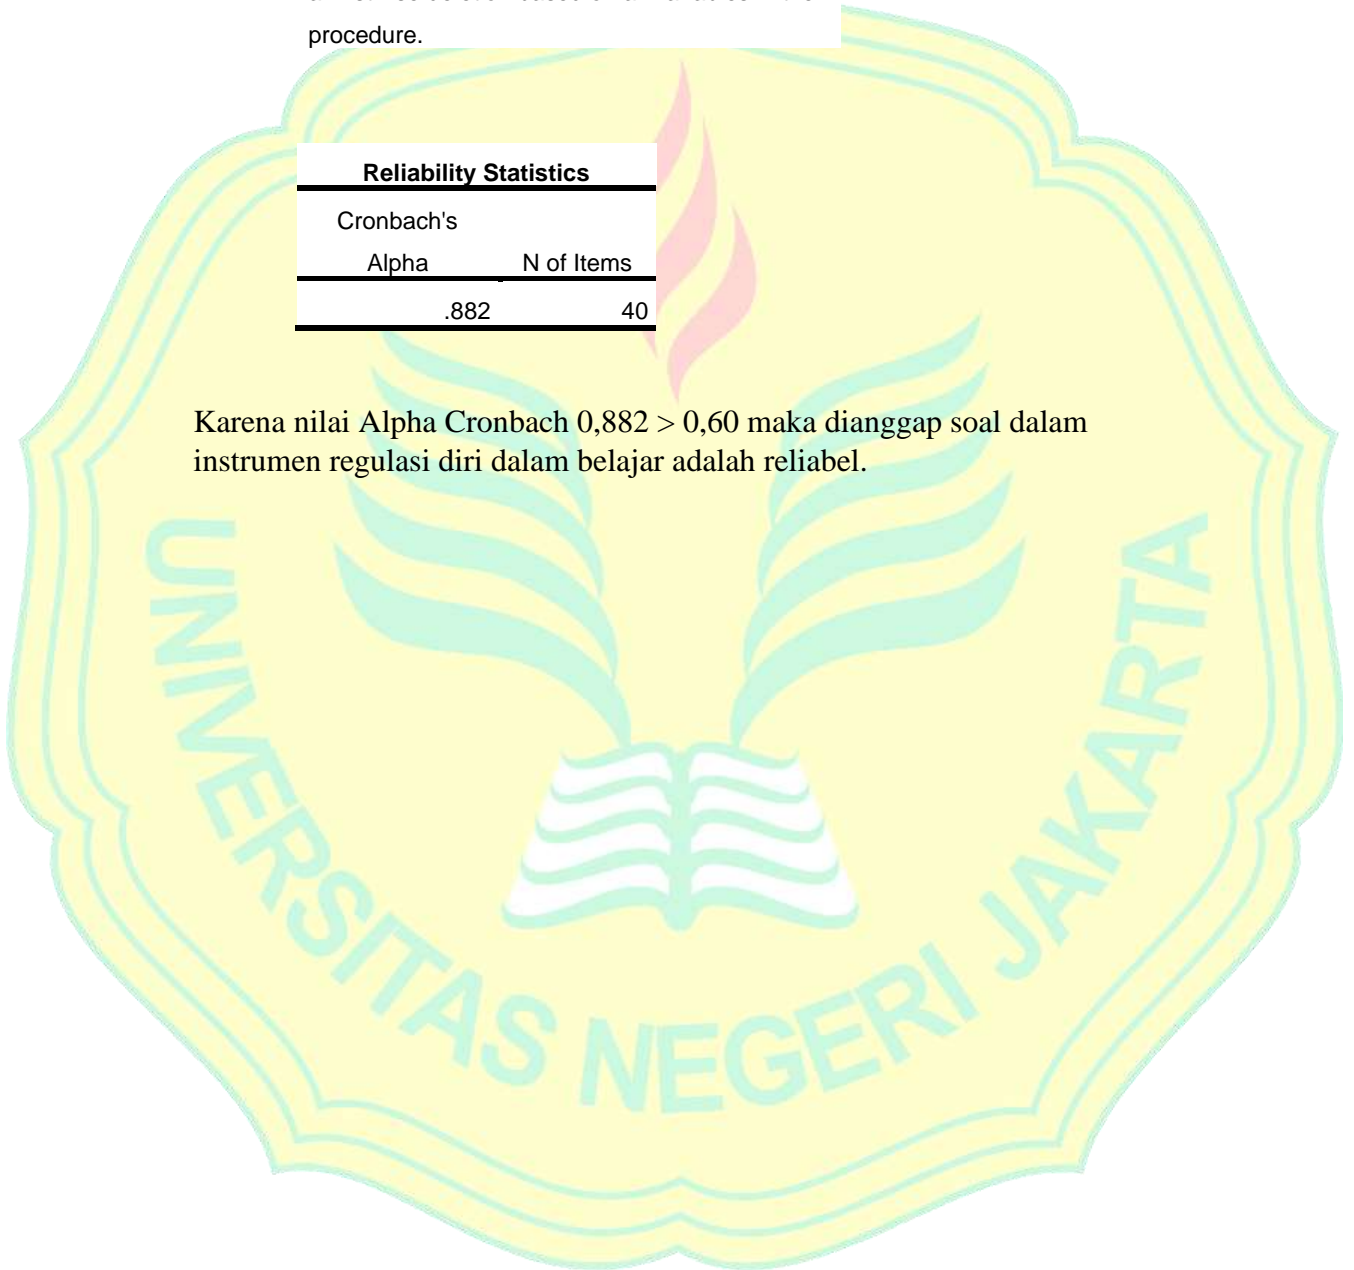 procedure.
Reliability Statistics
Cronbach's
Alpha N of Items
.882 40
Karena nilai Alpha Cronbach 0,882 > 0,60 maka dianggap soal dalam
instrumen regulasi diri dalam belajar adalah reliabel.
UNIVERSITAS NEGERI JAKARTA